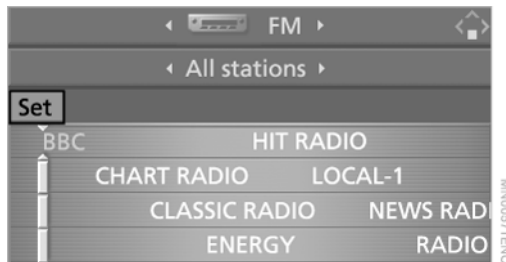 FM
All stations
Set
BBC HIT RADIO
CHART RADIO LOCAL-1
CLASSIC RADIO NEWS RADI
ENERGY RADIO